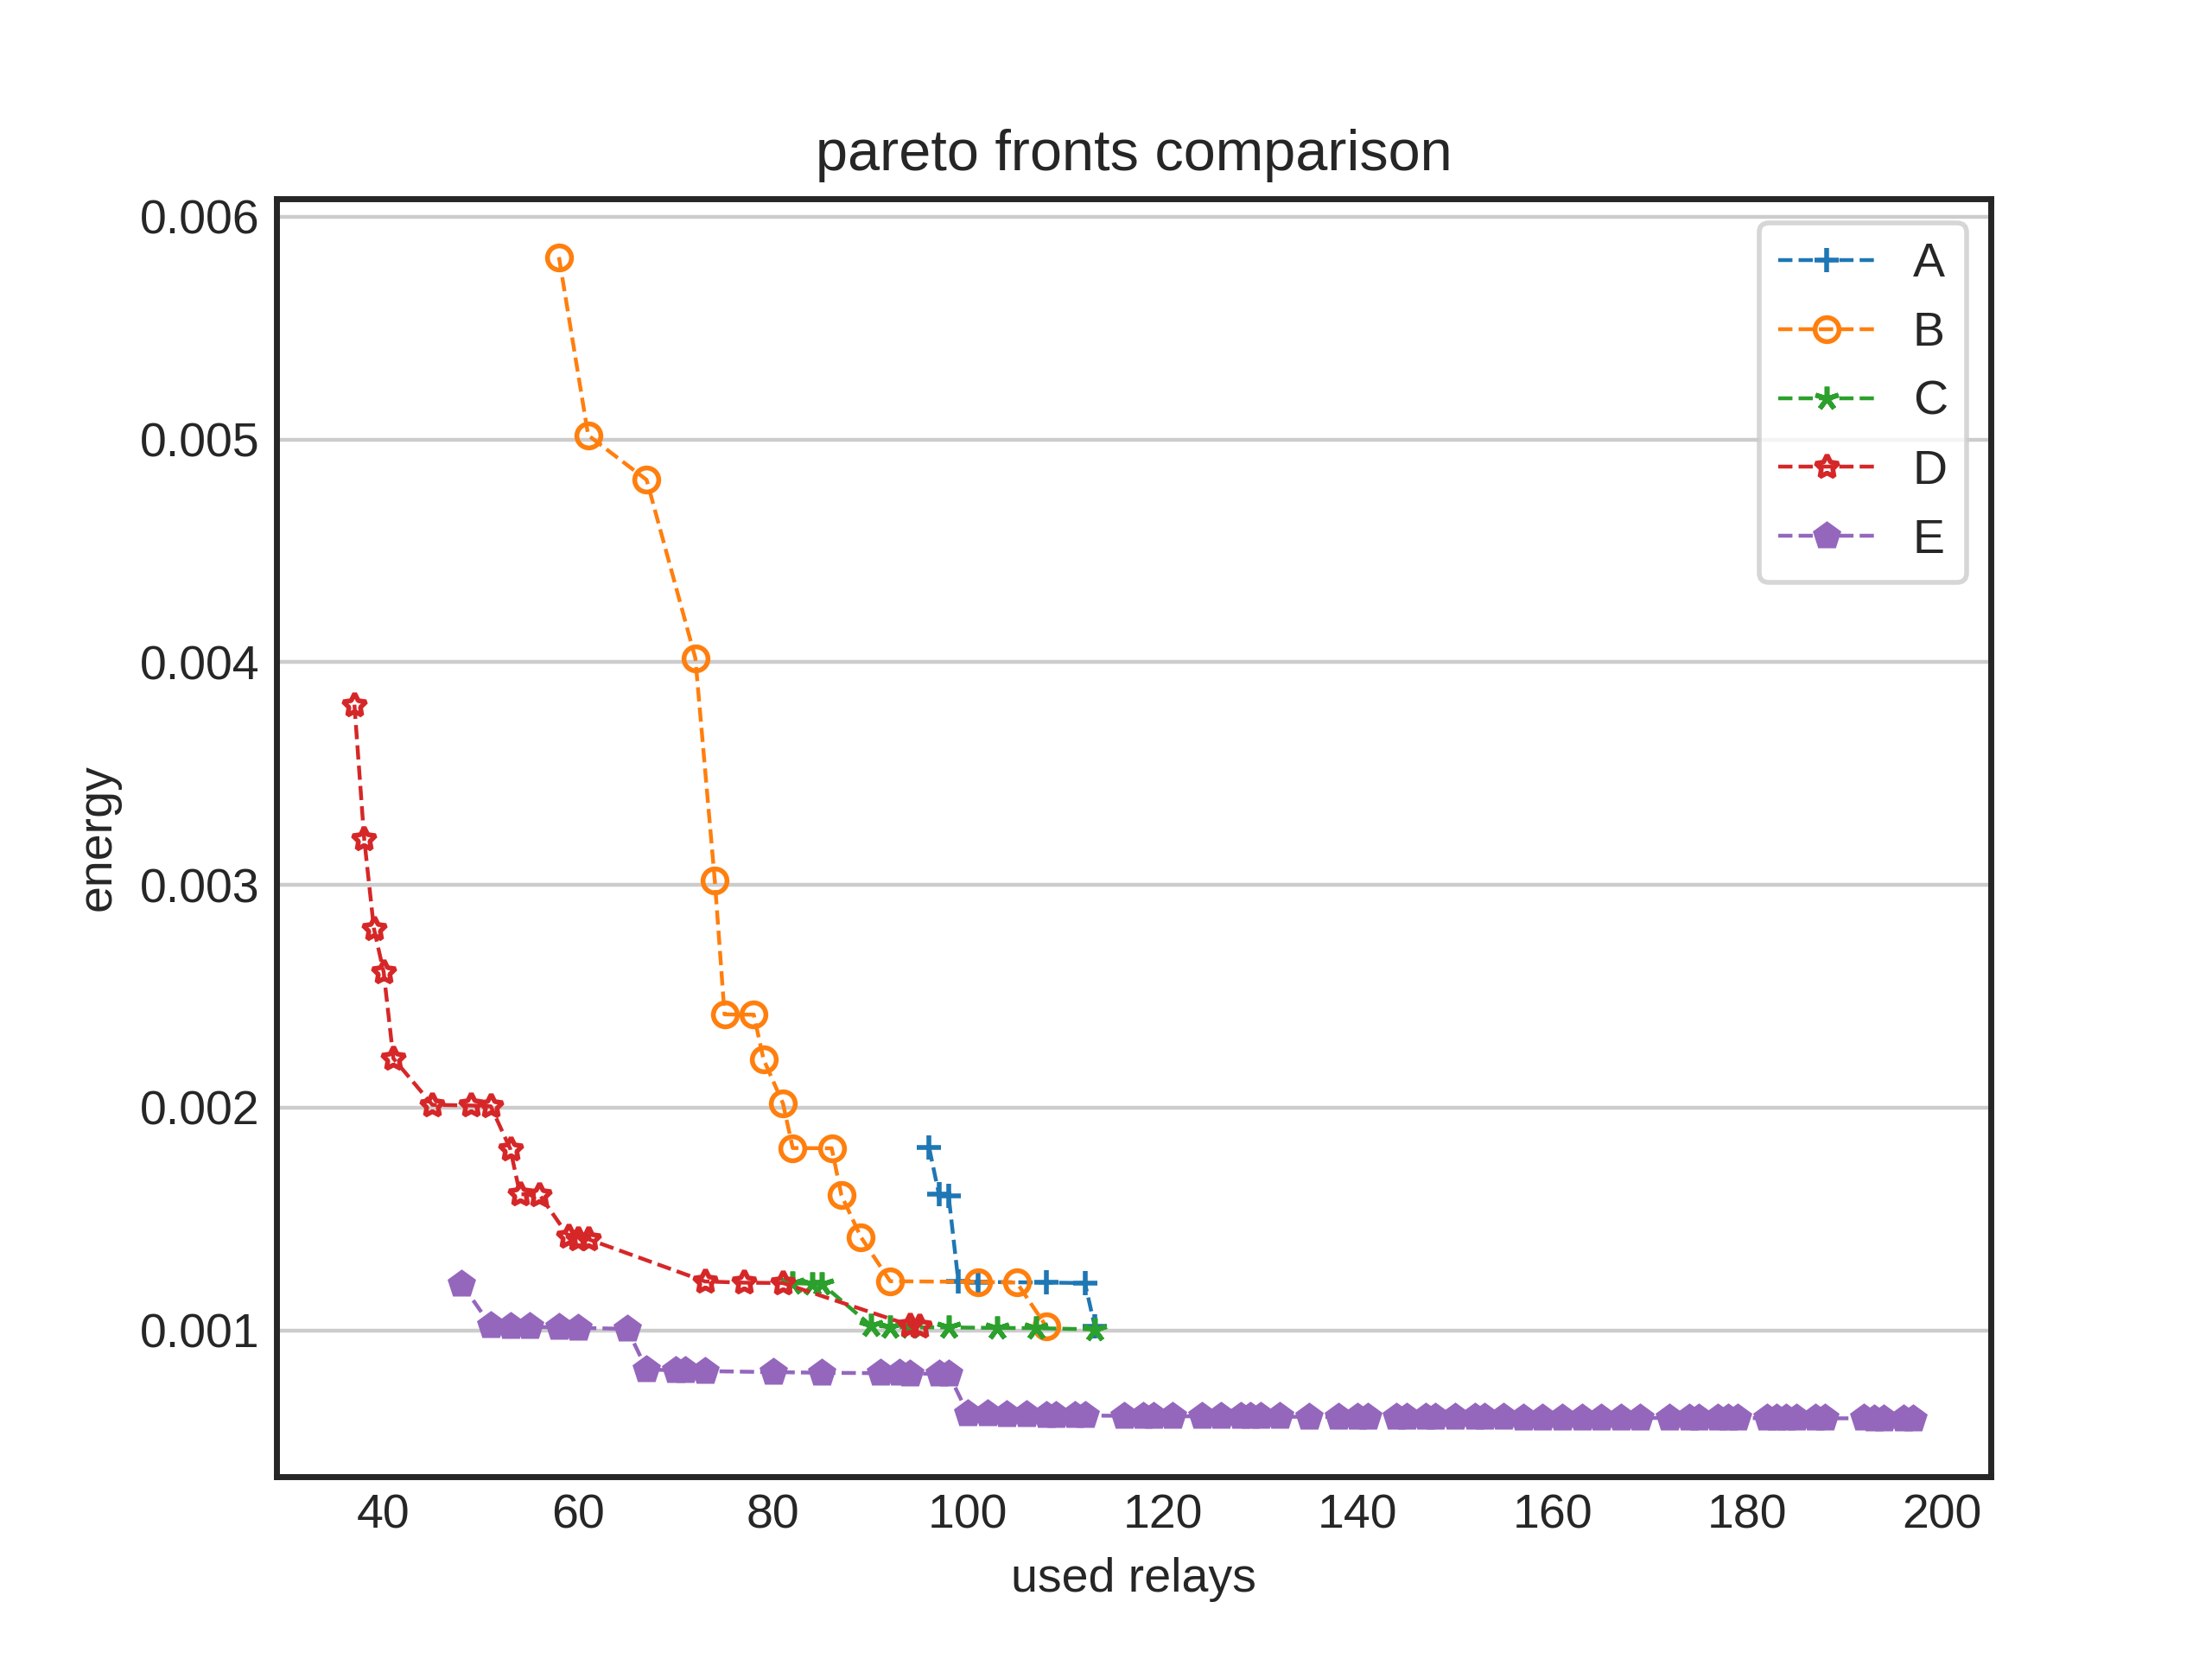 pareto fronts comparison
0.006
0.005
0.004
0.003
0.002
0.001
energy
A
B
C
D
E
40 60 80 100 120 140 160 180 200
used relays